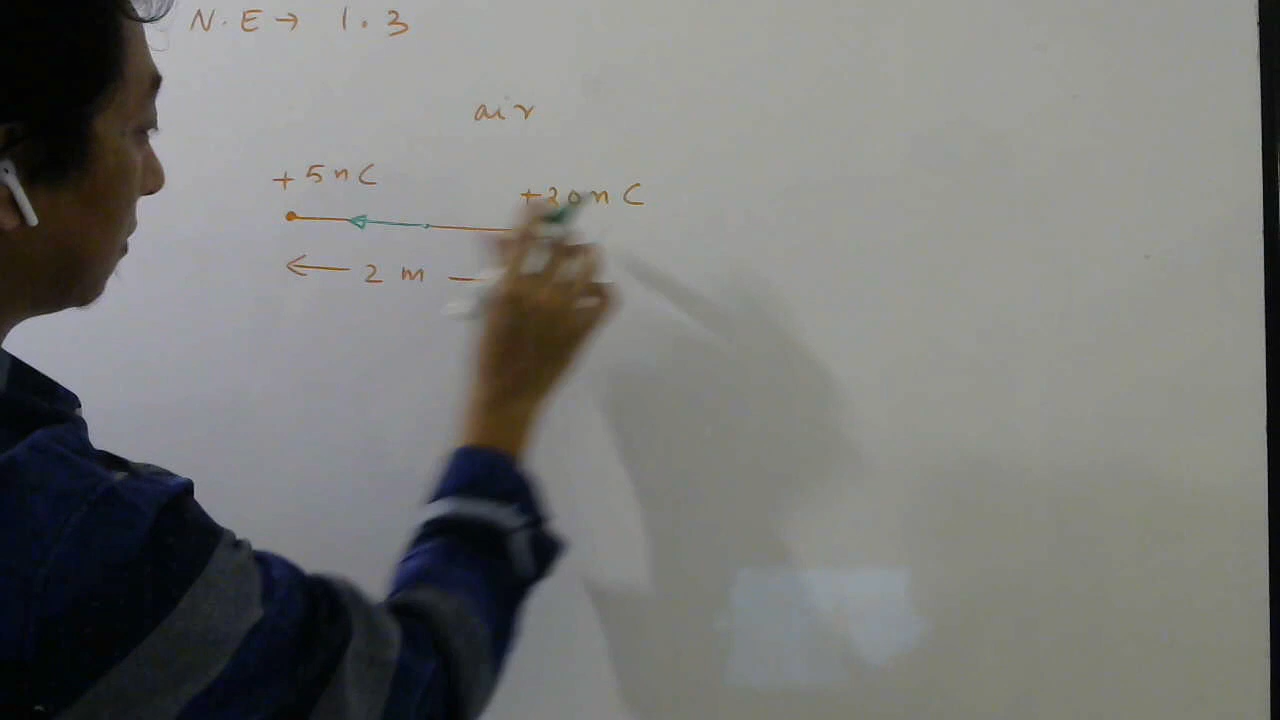 N.E → 1.3
air
+5nC
+20nC
← 2 m —